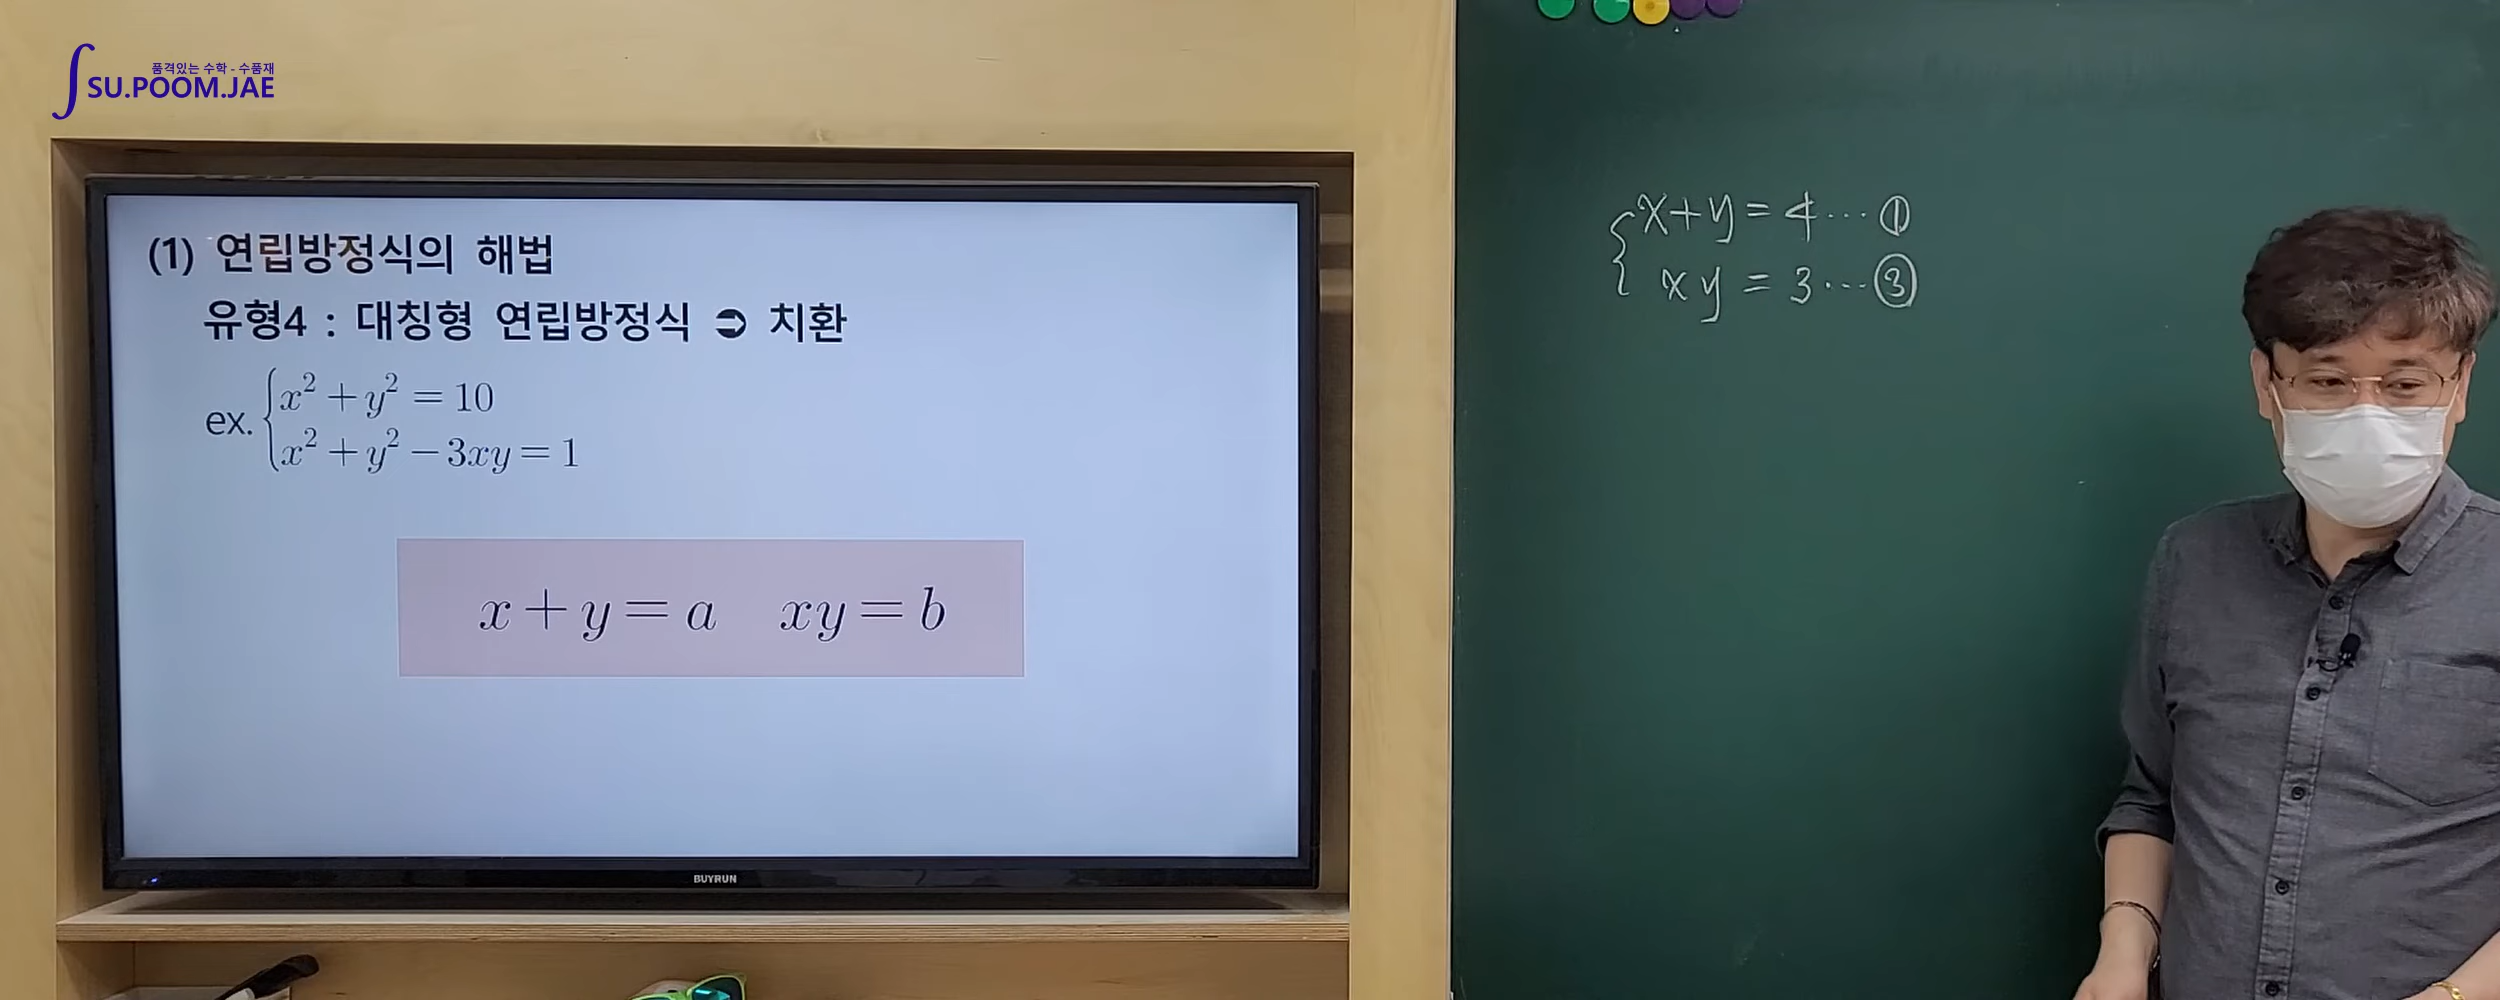 품격있는 수학 - 수품재
SU.POOM.JAE
(1) 연립방정식의 해법
유형4 : 대칭형 연립방정식 ➲ 치환
ex. { x² + y² = 10
x² + y² − 3xy = 1
x + y = a xy = b
BUYRUN
{ x+y = 4 ··· ①
xy = 3 ··· ③